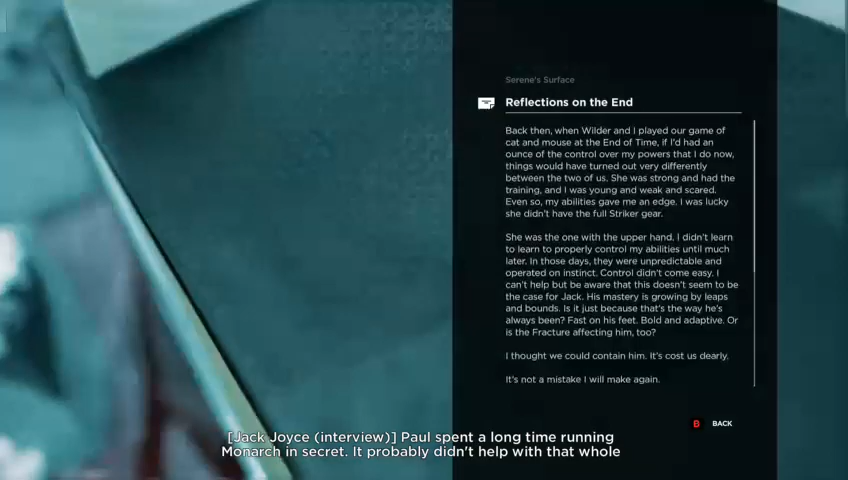 Serene's Surface
Reflections on the End
Back then, when Wilder and I played our game of
cat and mouse at the End of Time, if I'd had an
ounce of the control over my powers that I do now,
things would have turned out very differently
between the two of us. She was strong and had the
training, and I was young and weak and scared.
Even so, my abilities gave me an edge. I was lucky
she didn't have the full Striker gear.
She was the one with the upper hand. I didn't learn
to learn to properly control my abilities until much
later. In those days, they were unpredictable and
operated on instinct. Control didn't come easy. I
can't help but be aware that this doesn't seem to be
the case for Jack. His mastery is growing by leaps
and bounds. Is it just because that's the way he's
always been? Fast on his feet. Bold and adaptive. Or
is the Fracture affecting him, too?
I thought we could contain him. It's cost us dearly.
It's not a mistake I will make again.
B BACK
[Jack Joyce (interview)] Paul spent a long time running
Monarch in secret. It probably didn't help with that whole